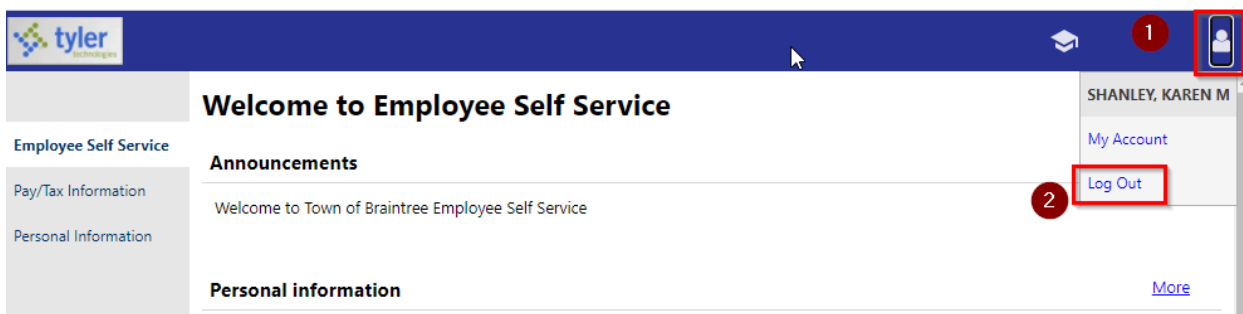 tyler
technologies
1
SHANLEY, KAREN M
Welcome to Employee Self Service
My Account
Employee Self Service
Announcements
Log Out
2
Pay/Tax Information
Welcome to Town of Braintree Employee Self Service
Personal Information
Personal information
More